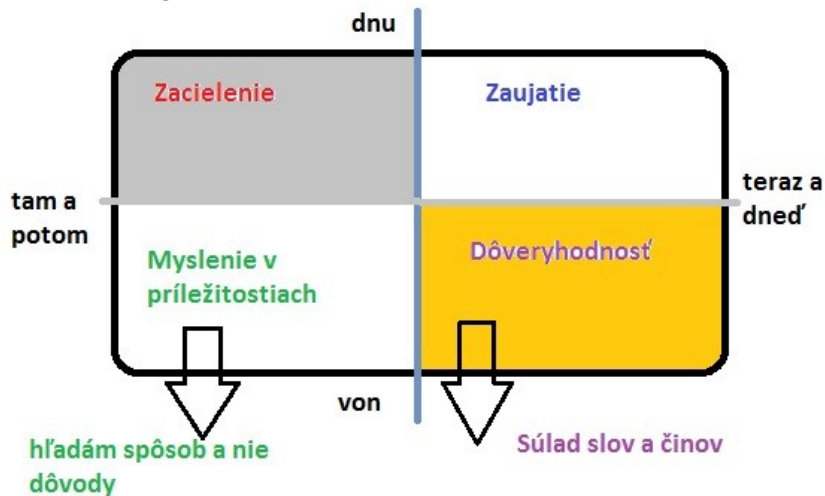 dnu
Zacielenie
Zaujatie
tam a
potom
teraz a
dneď
Myslenie v
príležitostiach
Dôveryhodnosť
von
hľadám spôsob a nie
dôvody
Súlad slov a činov